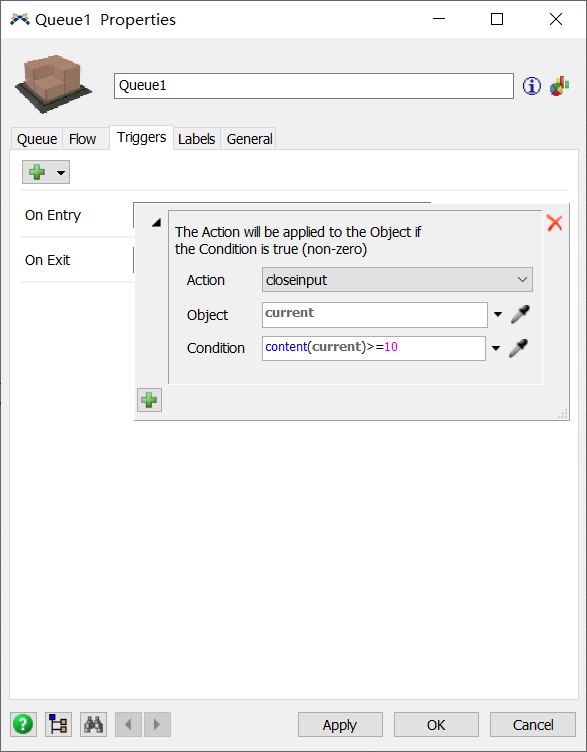 Queue1 Properties
Queue1
Queue Flow Triggers Labels General
On Entry
On Exit
The Action will be applied to the Object if
the Condition is true (non-zero)
Action closeinput
Object current
Condition content(current)>=10
Apply OK Cancel